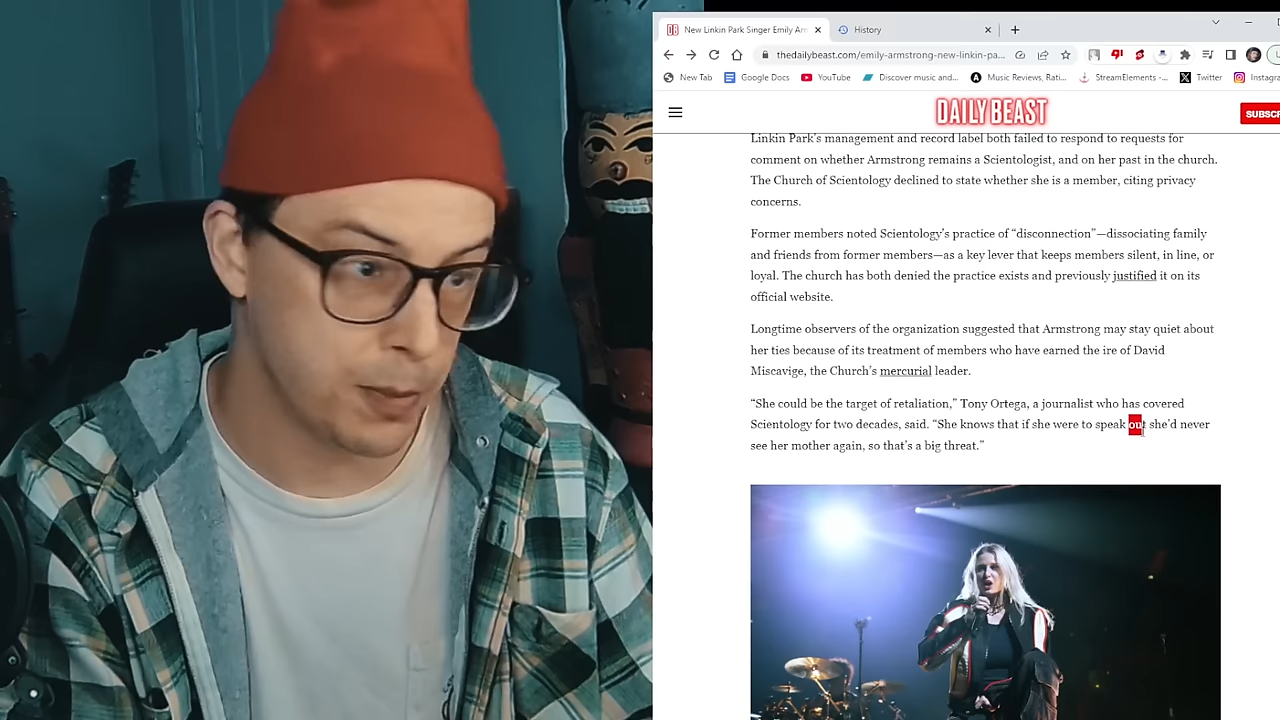 New Linkin Park Singer Emily Arm
History
thedailybeast.com/emily-armstrong-new-linkin-pa...
New Tab
Google Docs
YouTube
Discover music and...
Music Reviews, Rati...
StreamElements -...
Twitter
Instagra
DAILY BEAST
SUBSC
Linkin Park's management and record label both failed to respond to requests for
comment on whether Armstrong remains a Scientologist, and on her past in the church.
The Church of Scientology declined to state whether she is a member, citing privacy
concerns.
Former members noted Scientology's practice of “disconnection”—dissociating family
and friends from former members—as a key lever that keeps members silent, in line, or
loyal. The church has both denied the practice exists and previously justified it on its
official website.
Longtime observers of the organization suggested that Armstrong may stay quiet about
her ties because of its treatment of members who have earned the ire of David
Miscavige, the Church's mercurial leader.
“She could be the target of retaliation,” Tony Ortega, a journalist who has covered
Scientology for two decades, said. “She knows that if she were to speak out she'd never
see her mother again, so that's a big threat.”